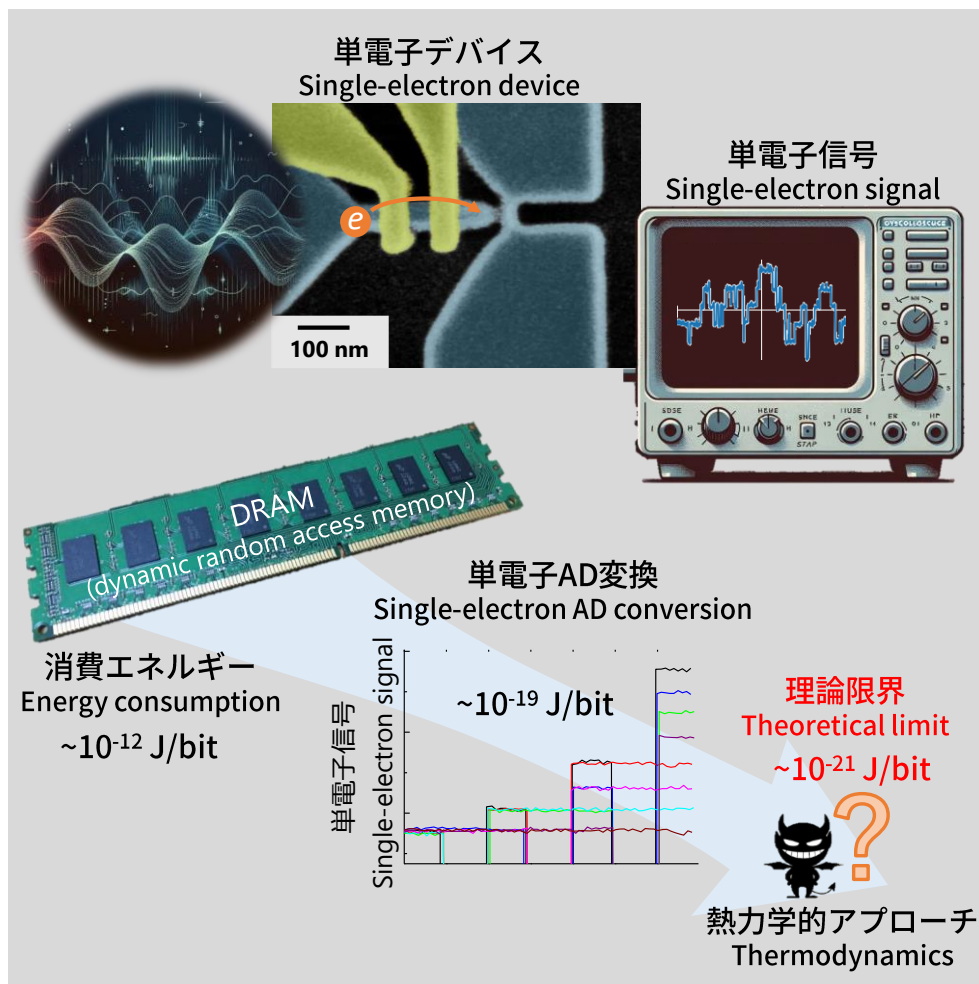 単電子デバイス
Single-electron device
e
100 nm
単電子信号
Single-electron signal
DRAM
(dynamic random access memory)
消費エネルギー
Energy consumption
~10⁻¹² J/bit
単電子AD変換
Single-electron AD conversion
単電子信号
Single-electron signal
~10⁻¹⁹ J/bit
理論限界
Theoretical limit
~10⁻²¹ J/bit
?
熱力学的アプローチ
Thermodynamics